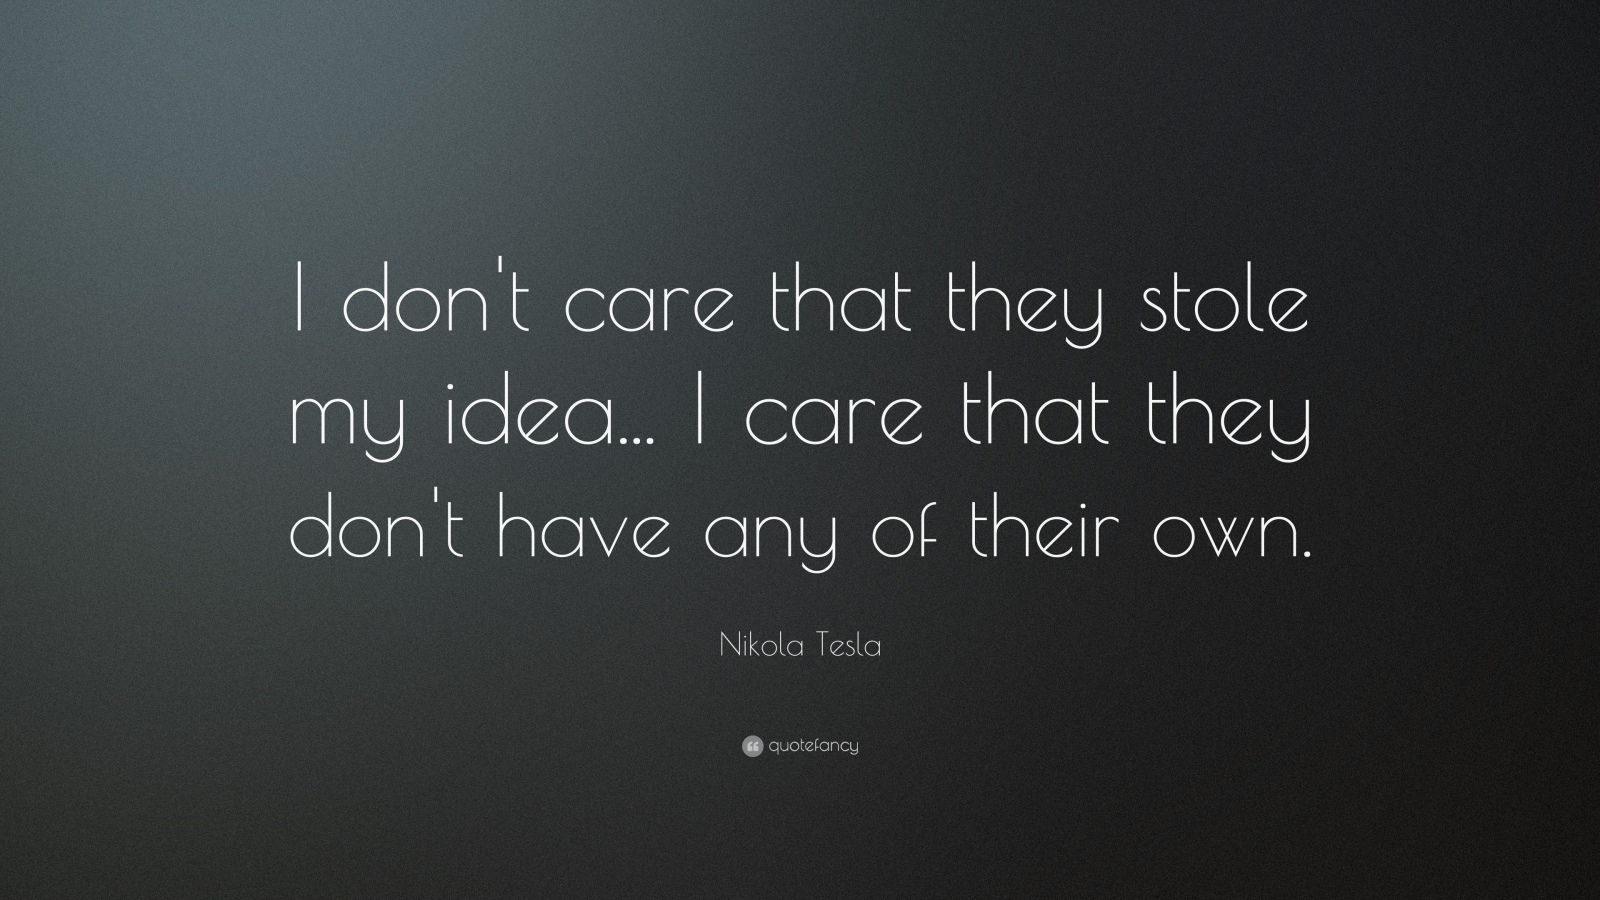 I don't care that they stole
my idea... I care that they
don't have any of their own.
Nikola Tesla
quotefancy